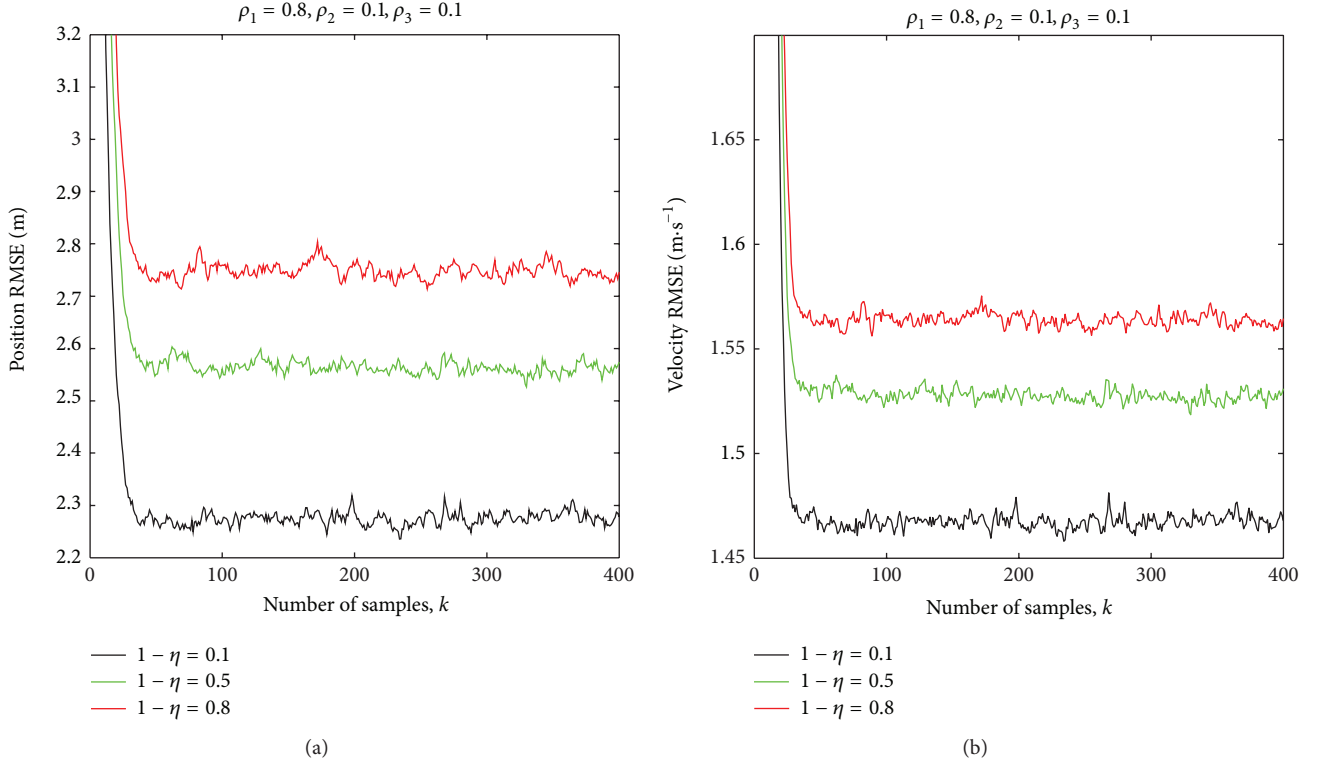 ρ₁ = 0.8, ρ₂ = 0.1, ρ₃ = 0.1
3.2
3.1
3
2.9
2.8
2.7
2.6
2.5
2.4
2.3
2.2
Position RMSE (m)
0
100
200
300
400
Number of samples, k
1 − η = 0.1
1 − η = 0.5
1 − η = 0.8
(a)
ρ₁ = 0.8, ρ₂ = 0.1, ρ₃ = 0.1
1.65
1.6
1.55
1.5
1.45
Velocity RMSE (m·s⁻¹)
0
100
200
300
400
Number of samples, k
1 − η = 0.1
1 − η = 0.5
1 − η = 0.8
(b)